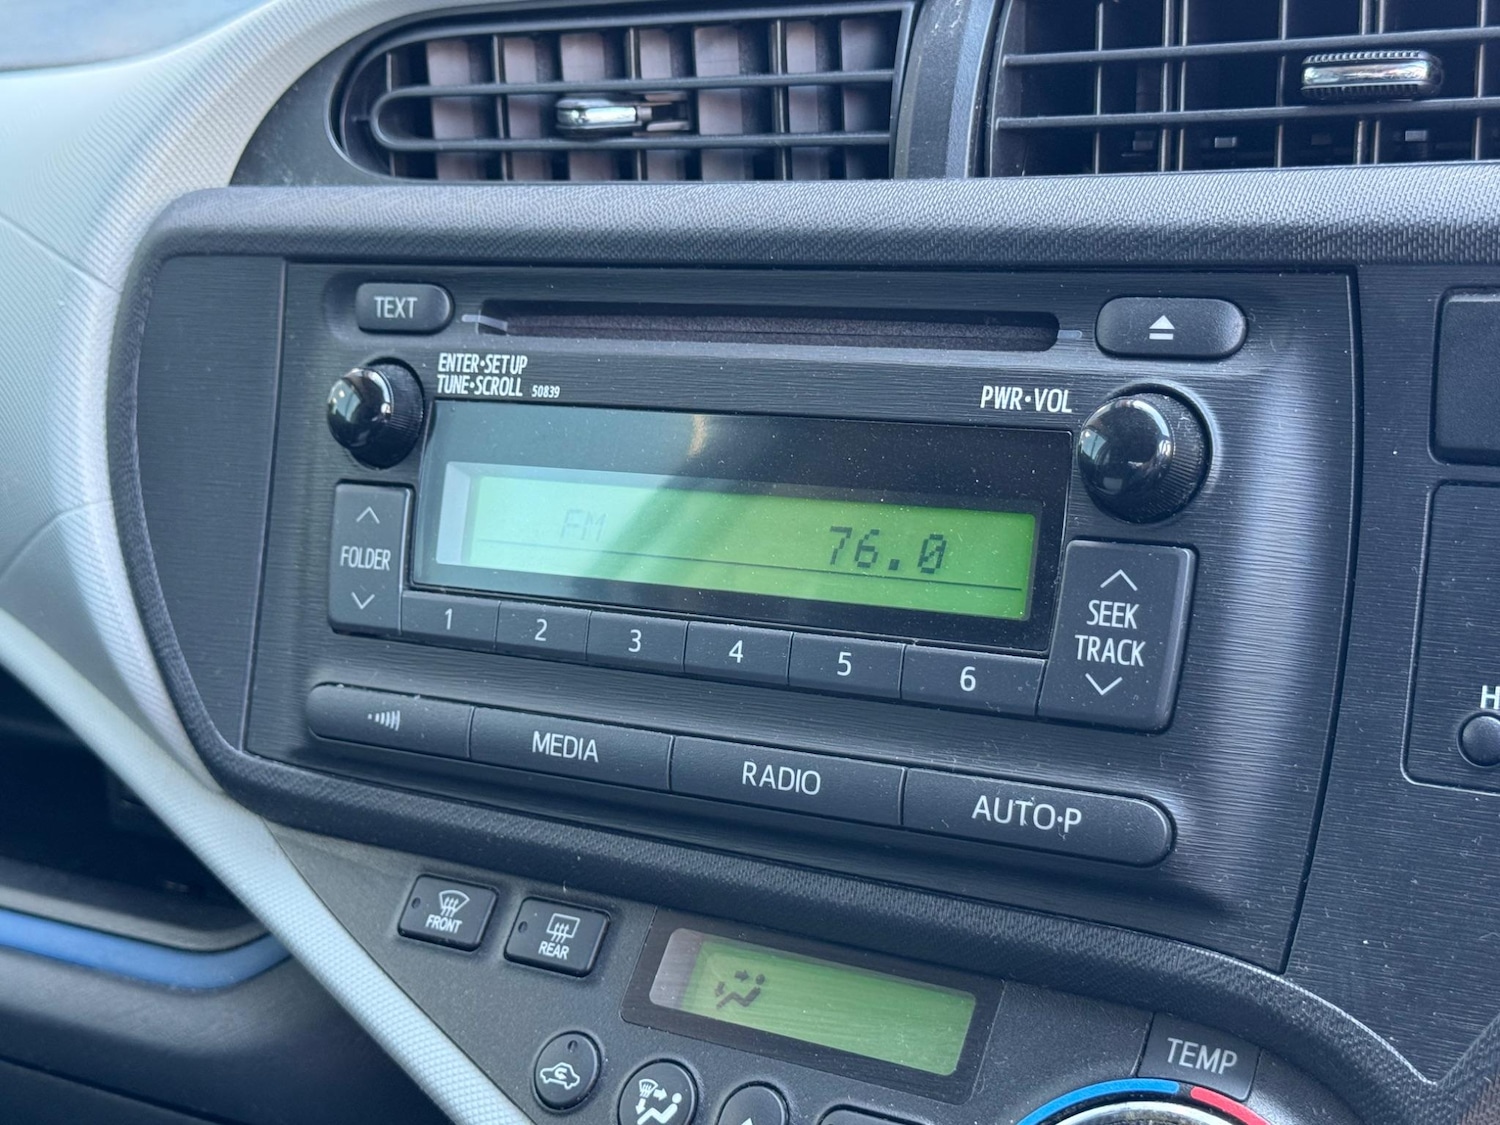 TEXT
ENTER•SETUP
TUNE•SCROLL 50839
PWR•VOL
FM 76.0
FOLDER
SEEK
TRACK
1 2 3 4 5 6
MEDIA RADIO AUTO•P
H
FRONT
REAR
TEMP